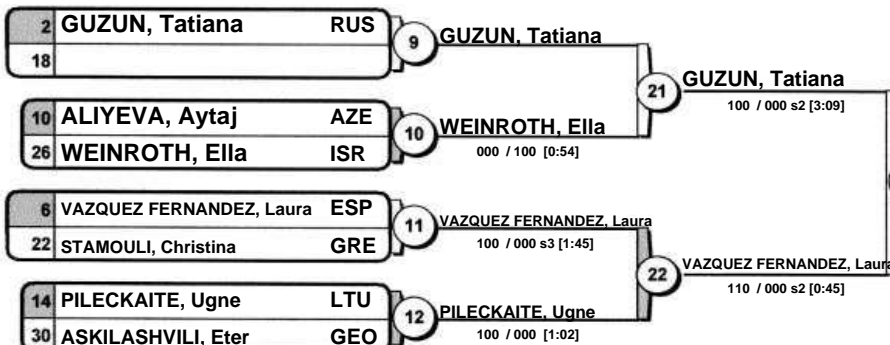 2 GUZUN, Tatiana RUS
18
9 GUZUN, Tatiana
21 GUZUN, Tatiana
100 / 000 s2 [3:09]
10 ALIYEVA, Aytaj AZE
26 WEINROTH, Ella ISR
10 WEINROTH, Ella
000 / 100 [0:54]
6 VAZQUEZ FERNANDEZ, Laura ESP
22 STAMOULI, Christina GRE
11 VAZQUEZ FERNANDEZ, Laura
100 / 000 s3 [1:45]
22 VAZQUEZ FERNANDEZ, Laura
110 / 000 s2 [0:45]
14 PILECKAITE, Ugne LTU
30 ASKILASHVILI, Eter GEO
12 PILECKAITE, Ugne
100 / 000 [1:02]